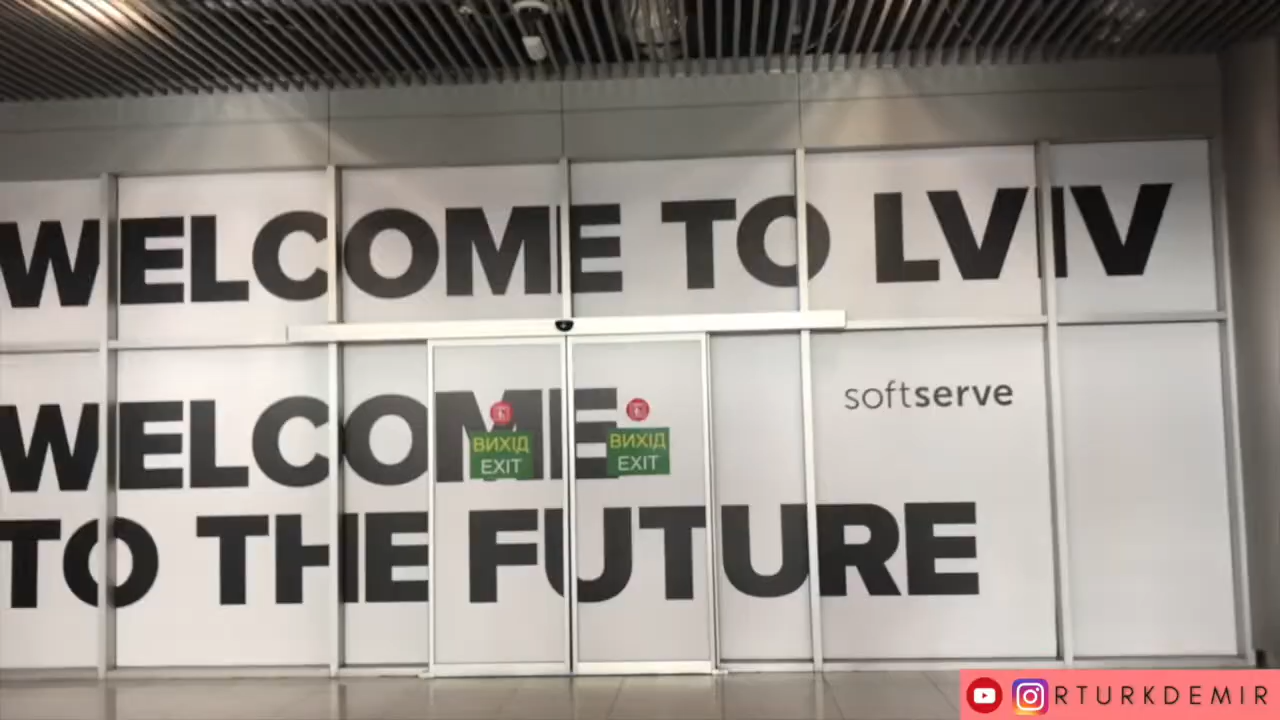 WELCOME TO LVIV
WELCOME
softserve
ВИХІД
EXIT
ВИХІД
EXIT
TO THE FUTURE
RTURKDEMIR